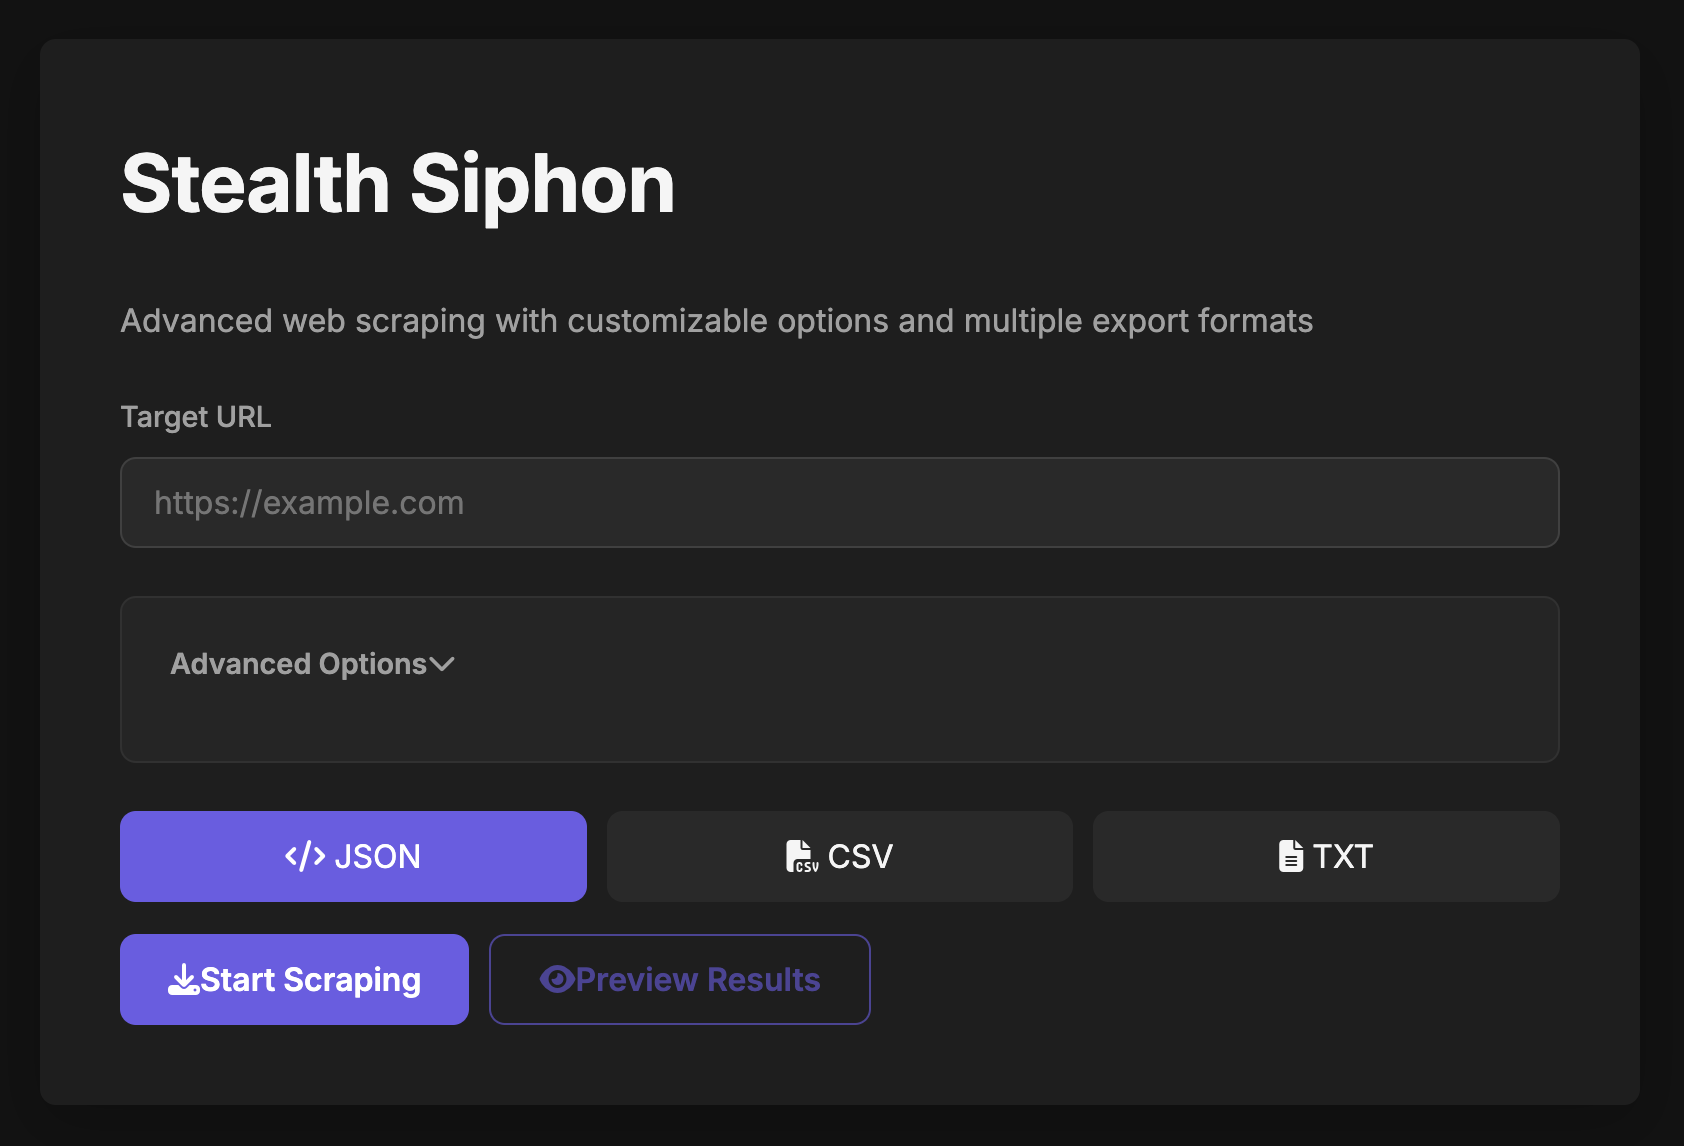 Stealth Siphon
Advanced web scraping with customizable options and multiple export formats
Target URL
https://example.com
Advanced Options
JSON
CSV
TXT
Start Scraping
Preview Results